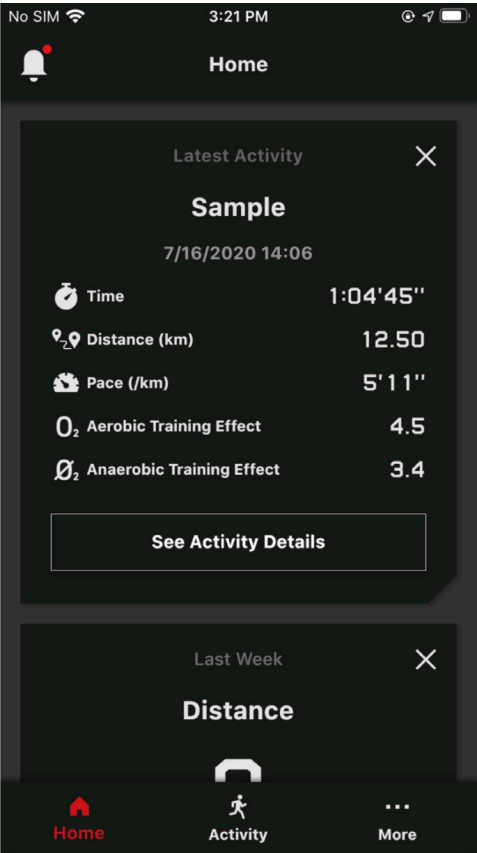 No SIM 3:21 PM
Home
Latest Activity
Sample
7/16/2020 14:06
Time 1:04'45''
Distance (km) 12.50
Pace (/km) 5'11''
O₂ Aerobic Training Effect 4.5
Ø₂ Anaerobic Training Effect 3.4
See Activity Details
Last Week
Distance
Home Activity More